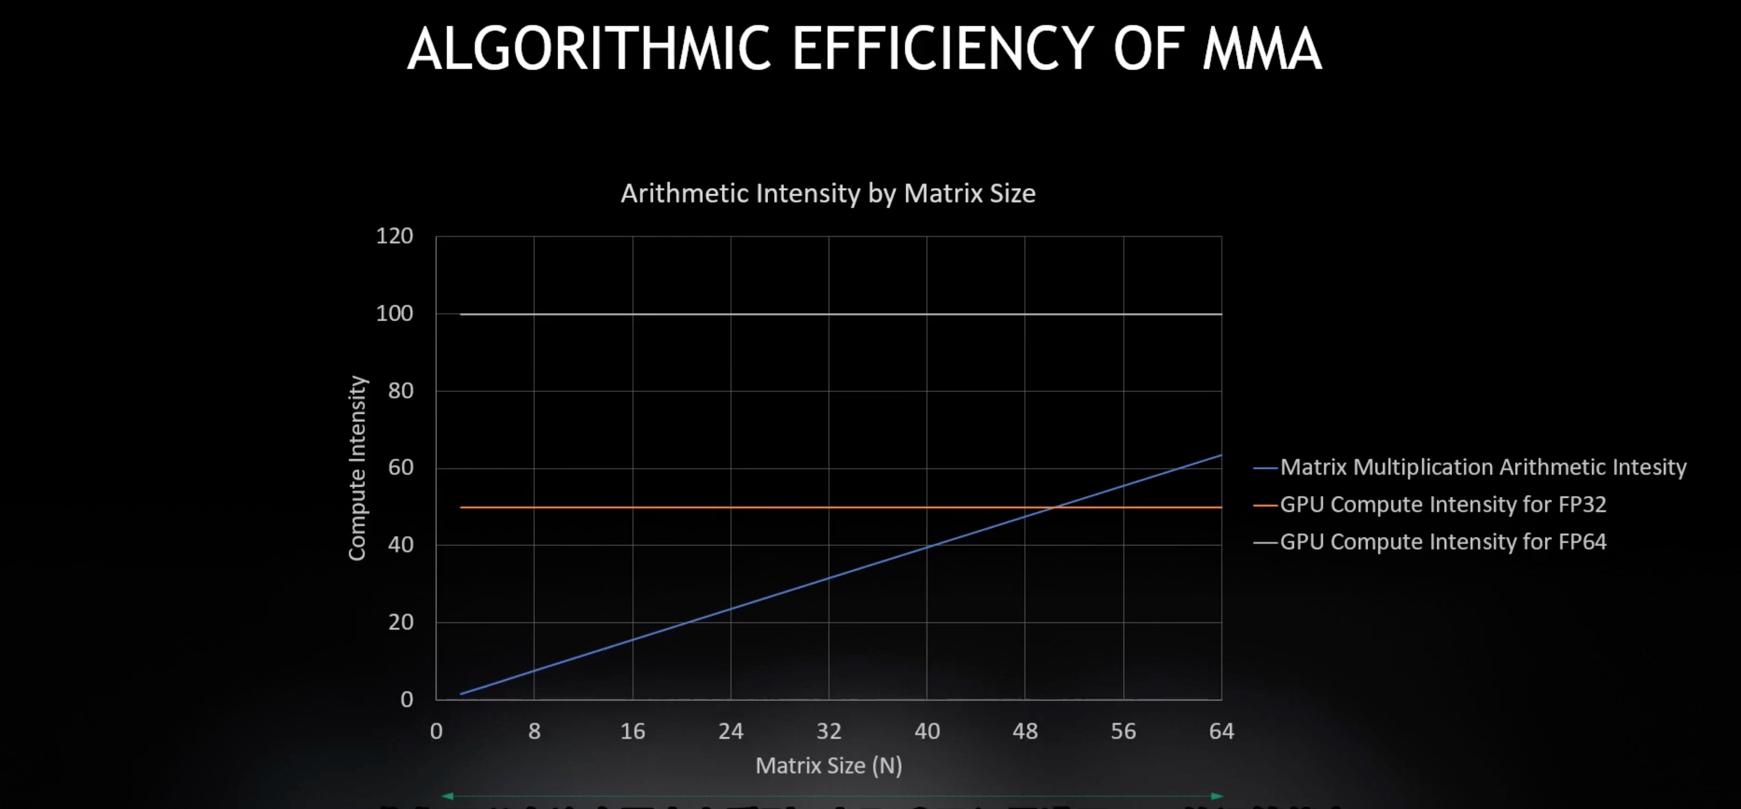 ALGORITHMIC EFFICIENCY OF MMA
Arithmetic Intensity by Matrix Size
120
100
80
60
40
20
0
Compute Intensity
0 8 16 24 32 40 48 56 64
Matrix Size (N)
Matrix Multiplication Arithmetic Intesity
GPU Compute Intensity for FP32
GPU Compute Intensity for FP64